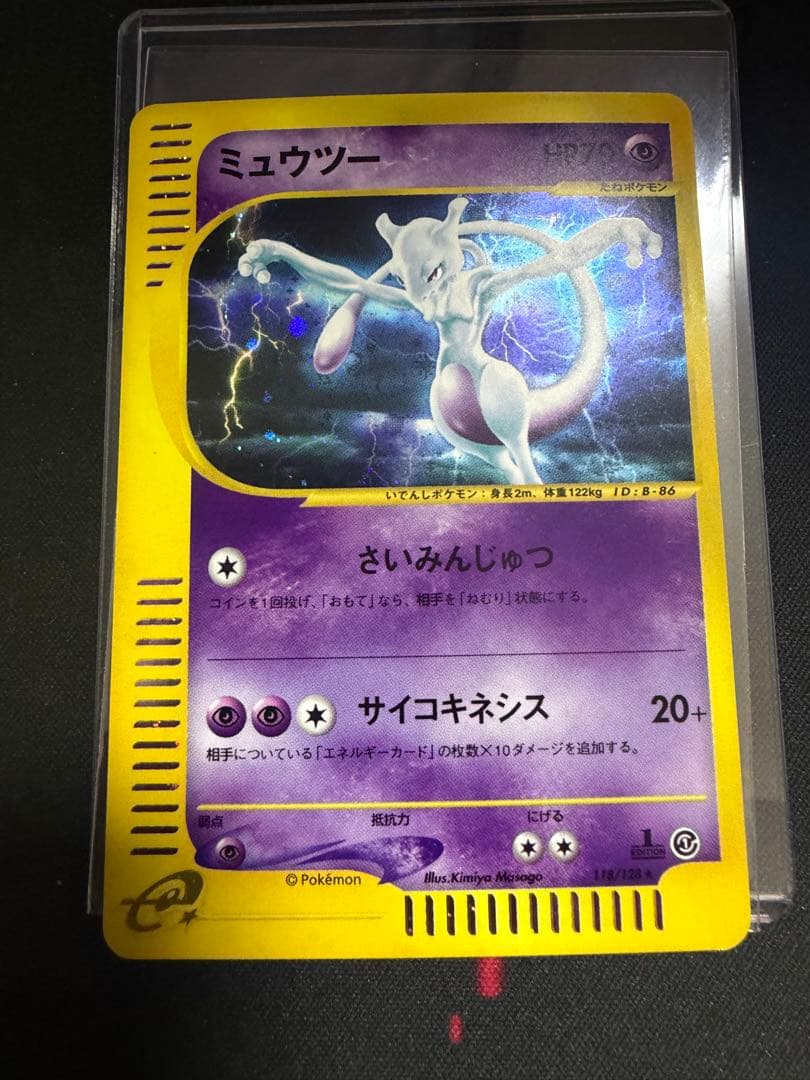 ミュウツー
HP70
たねポケモン
いでんしポケモン：身長2m、体重122kg ID：B-86
さいみんじゅつ
コインを1回投げ、「おもて」なら、相手を「ねむり」状態にする。
サイコキネシス 20+
相手についている「エネルギーカード」の枚数×10ダメージを追加する。
弱点 抵抗力 にげる
1 EDITION
©Pokémon Illus.Kimiya Masago 118/128★
e